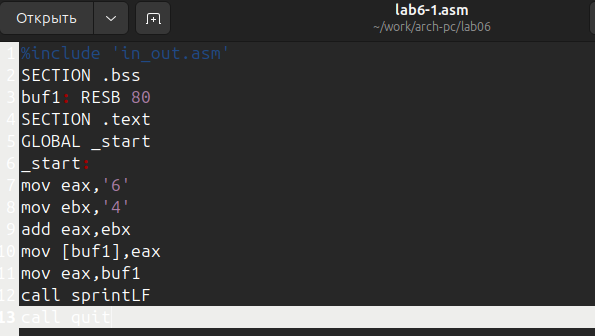 Открыть
lab6-1.asm
~/work/arch-pc/lab06
1 %include 'in_out.asm'
2 SECTION .bss
3 buf1: RESB 80
4 SECTION .text
5 GLOBAL _start
6 _start:
7 mov eax,'6'
8 mov ebx,'4'
9 add eax,ebx
10 mov [buf1],eax
11 mov eax,buf1
12 call sprintLF
13 call quit